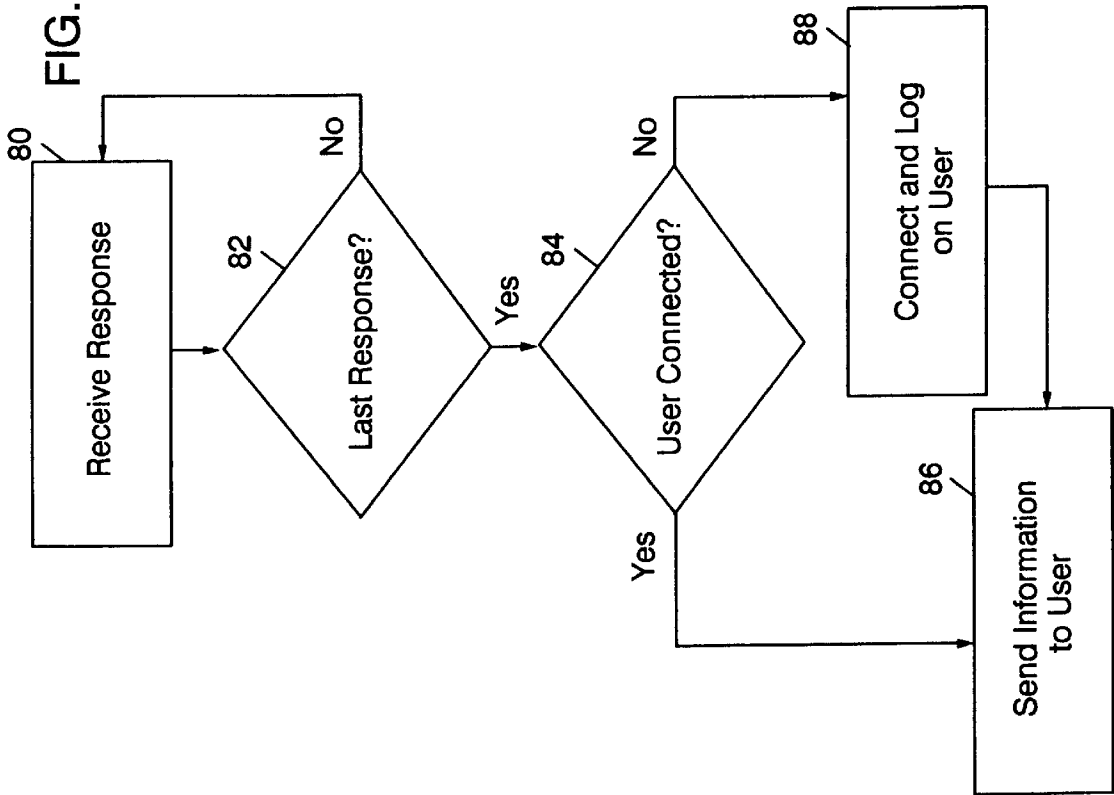 FIG.
80
Receive Response
82
Last Response?
No
Yes
84
User Connected?
No
Yes
88
Connect and Log
on User
86
Send Information
to User